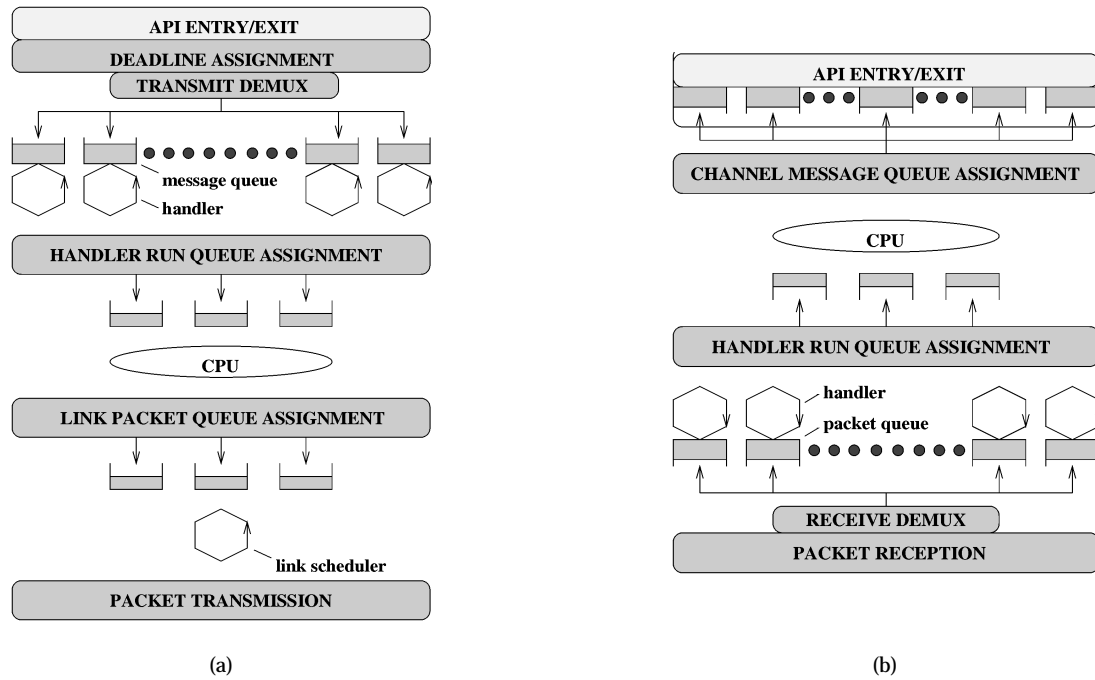 API ENTRY/EXIT
DEADLINE ASSIGNMENT
TRANSMIT DEMUX
message queue
handler
HANDLER RUN QUEUE ASSIGNMENT
CPU
LINK PACKET QUEUE ASSIGNMENT
link scheduler
PACKET TRANSMISSION
(a)
API ENTRY/EXIT
CHANNEL MESSAGE QUEUE ASSIGNMENT
CPU
HANDLER RUN QUEUE ASSIGNMENT
handler
packet queue
RECEIVE DEMUX
PACKET RECEPTION
(b)